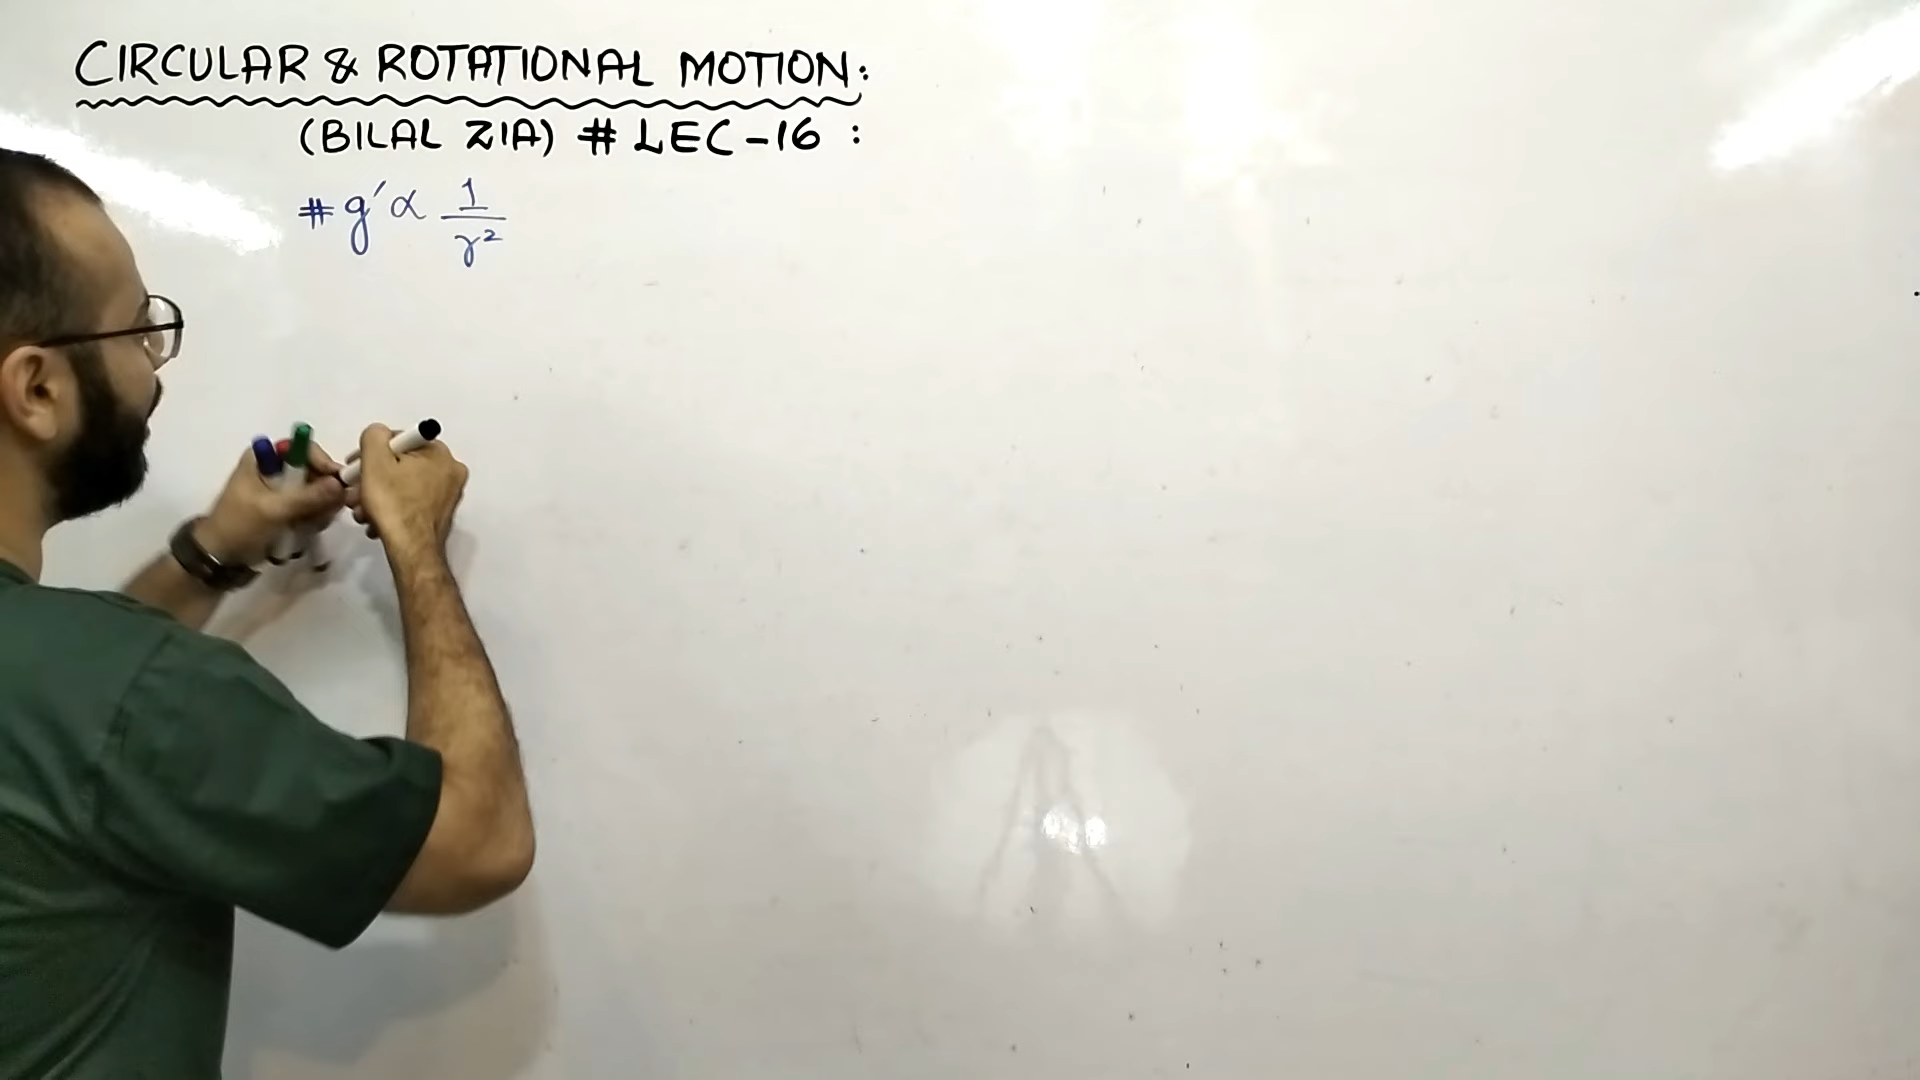 CIRCULAR & ROTATIONAL MOTION:
(BILAL ZIA) # LEC-16 :
# g' ∝ 1/r²